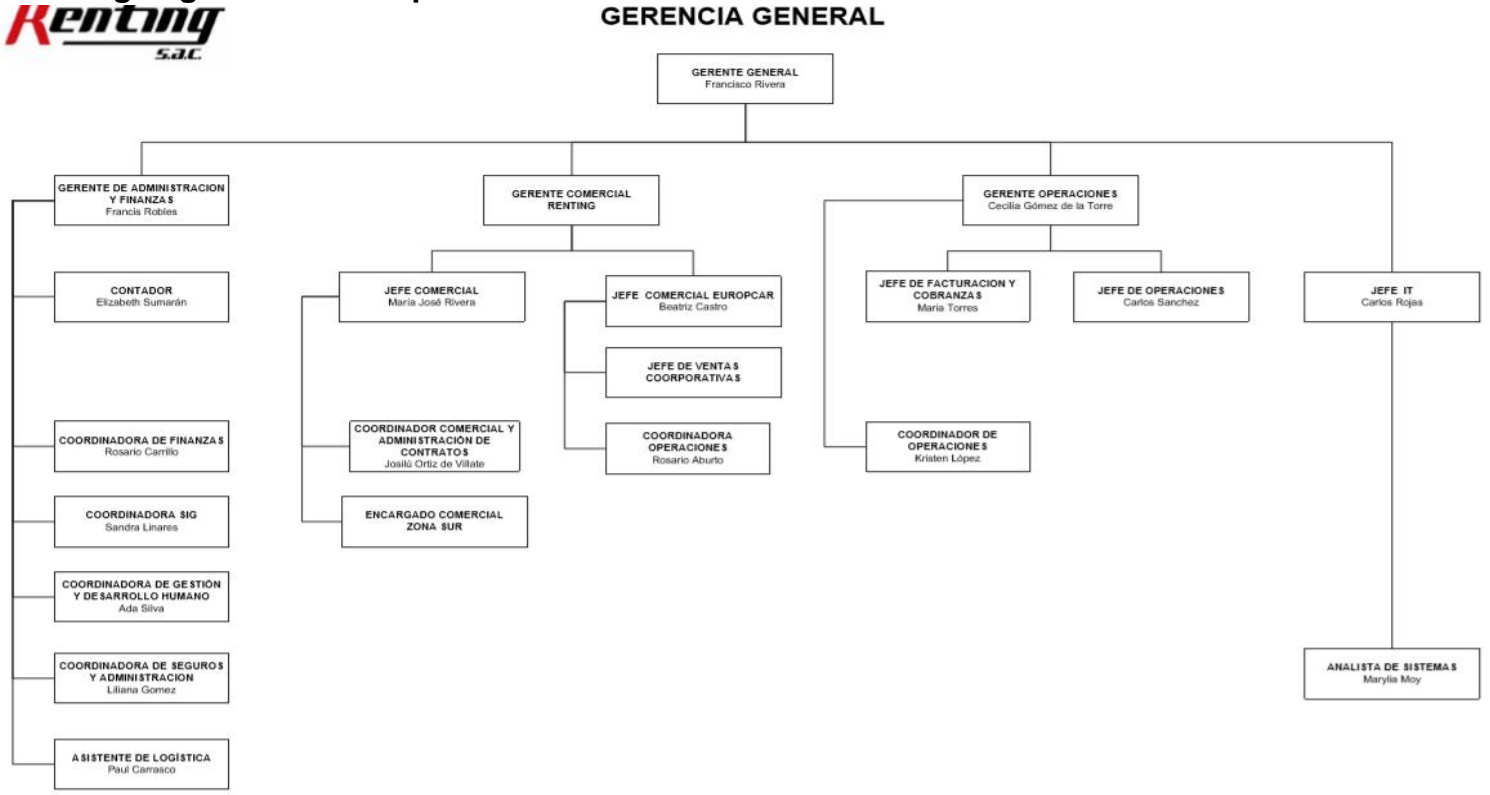 Renting
s.a.c.
GERENCIA GENERAL
GERENTE GENERAL
Francisco Rivera
GERENTE DE ADMINISTRACION
Y FINANZAS
Francis Robles
GERENTE COMERCIAL
RENTING
GERENTE OPERACIONES
Cecilia Gómez de la Torre
CONTADOR
Elizabeth Sumarán
JEFE COMERCIAL
María José Rivera
JEFE COMERCIAL EUROPCAR
Beatriz Castro
JEFE DE FACTURACION Y
COBRANZAS
Maria Torres
JEFE DE OPERACIONES
Carlos Sanchez
JEFE IT
Carlos Rojas
JEFE DE VENTAS
COORPORATIVAS
COORDINADORA DE FINANZAS
Rosario Carrillo
COORDINADOR COMERCIAL Y
ADMINISTRACIÓN DE
CONTRATOS
Josilú Ortiz de Villate
COORDINADORA
OPERACIONES
Rosario Aburto
COORDINADOR DE
OPERACIONES
Kristen López
COORDINADORA SIG
Sandra Linares
ENCARGADO COMERCIAL
ZONA SUR
COORDINADORA DE GESTIÓN
Y DESARROLLO HUMANO
Ada Silva
COORDINADORA DE SEGUROS
Y ADMINISTRACION
Liliana Gomez
ANALISTA DE SISTEMAS
Marylia Moy
ASISTENTE DE LOGÍSTICA
Paul Carrasco